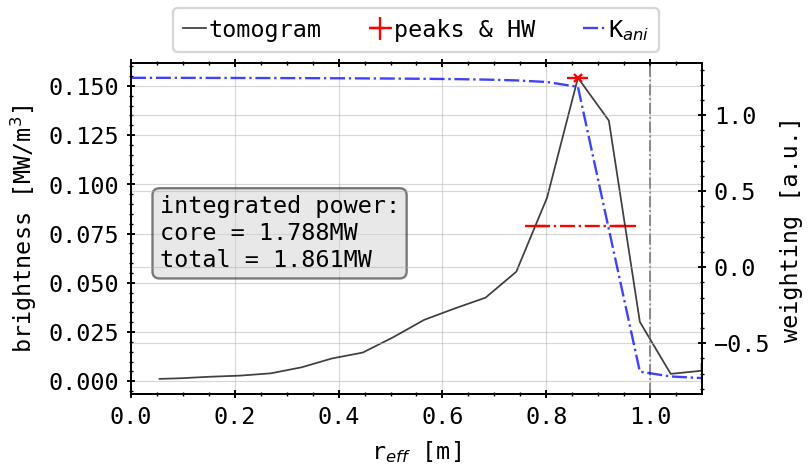 tomogram peaks & HW K_ani
brightness [MW/m³]
0.150
0.125
0.100
0.075
0.050
0.025
0.000
integrated power:
core = 1.788MW
total = 1.861MW
1.0
0.5
0.0
−0.5
weighting [a.u.]
0.0 0.2 0.4 0.6 0.8 1.0
r_eff [m]